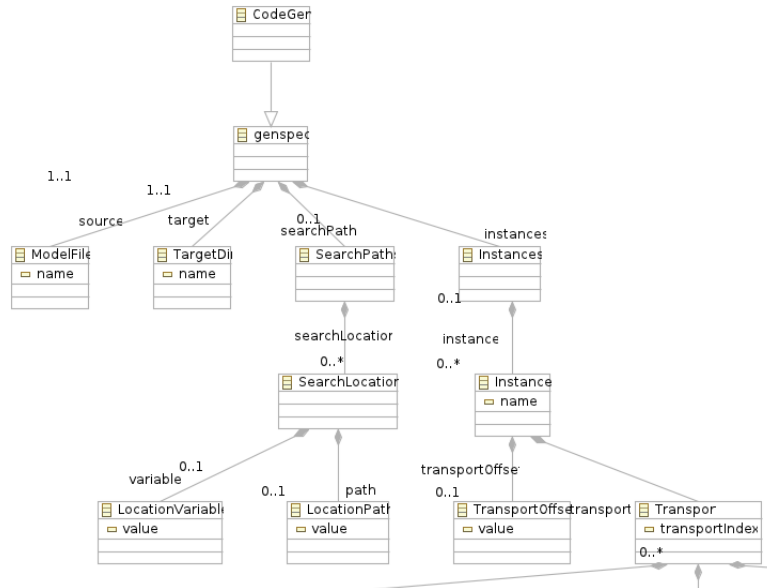 CodeGen
genspec
1..1
1..1
source
target
0..1
searchPath
instances
ModelFile
TargetDir
SearchPaths
Instances
name
name
0..1
searchLocation
instance
0..*
0..*
SearchLocation
Instance
name
0..1
variable
transportOffset
0..1
path
0..1
LocationVariable
LocationPath
TransportOffset
transport
Transpor
value
value
value
transportIndex
0..*